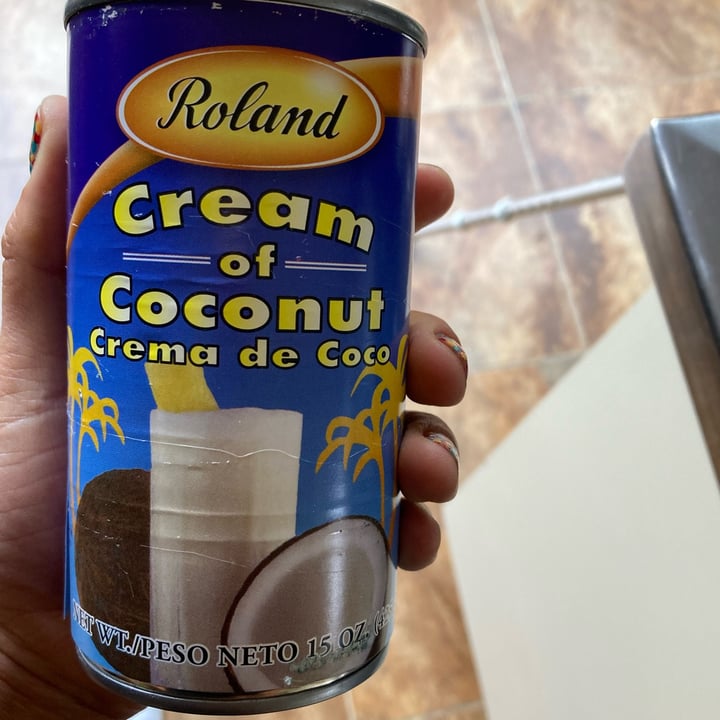 Roland
Cream
of
Coconut
Crema de Coco
NET WT./PESO NETO 15 OZ.